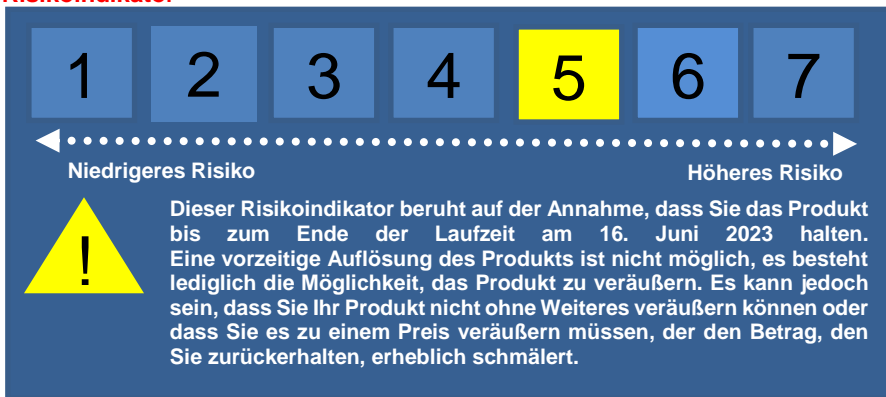 Risikoindikator
1 2 3 4 5 6 7
Niedrigeres Risiko Höheres Risiko
! Dieser Risikoindikator beruht auf der Annahme, dass Sie das Produkt
bis zum Ende der Laufzeit am 16. Juni 2023 halten.
Eine vorzeitige Auflösung des Produkts ist nicht möglich, es besteht
lediglich die Möglichkeit, das Produkt zu veräußern. Es kann jedoch
sein, dass Sie Ihr Produkt nicht ohne Weiteres veräußern können oder
dass Sie es zu einem Preis veräußern müssen, der den Betrag, den
Sie zurückerhalten, erheblich schmälert.